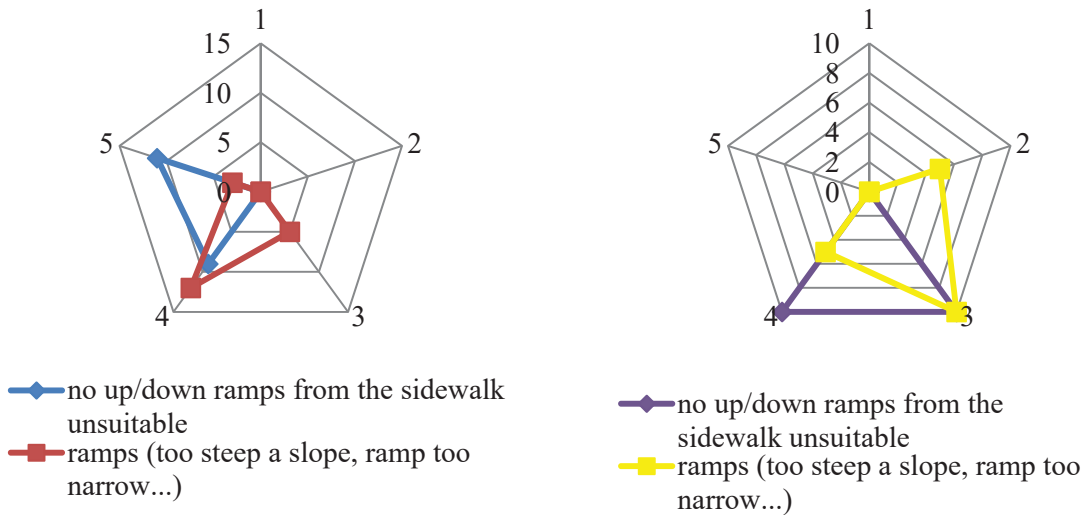 1
15
10
5
0
5
2
4
3
no up/down ramps from the sidewalk
unsuitable
ramps (too steep a slope, ramp too
narrow...)
1
10
8
6
4
2
0
5
2
4
3
no up/down ramps from the
sidewalk unsuitable
ramps (too steep a slope, ramp too
narrow...)